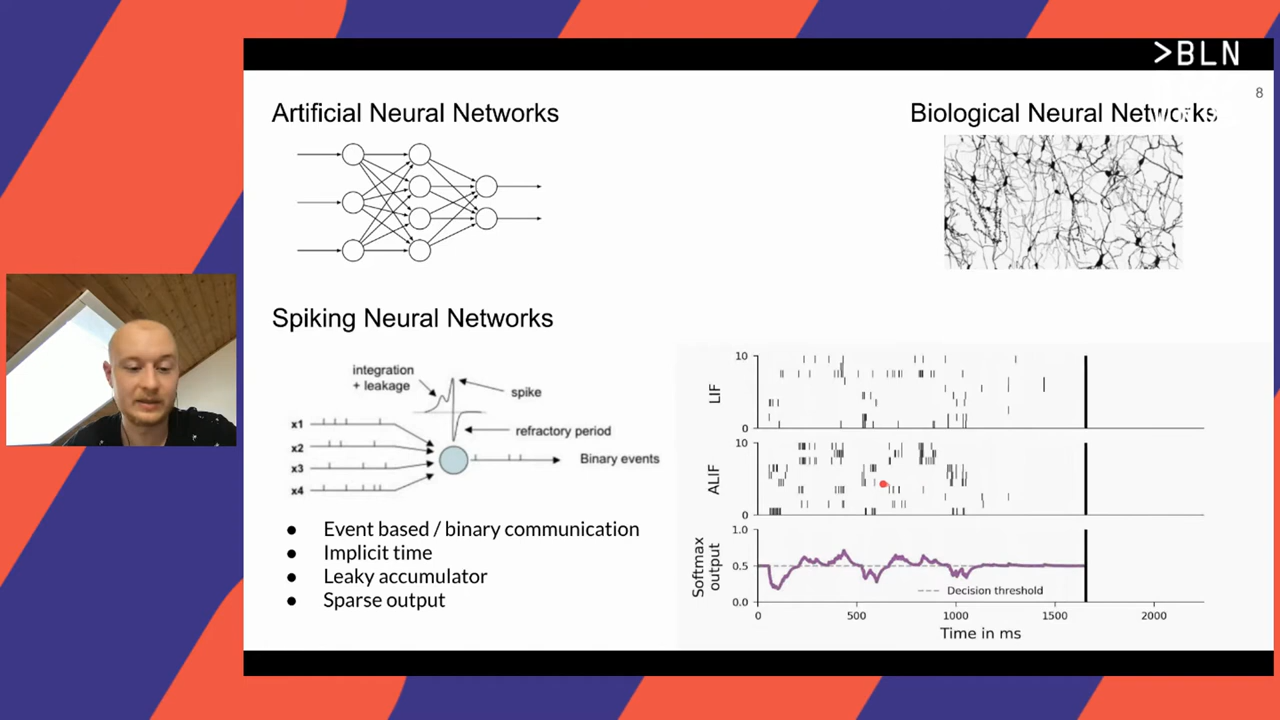 >BLN
8
Artificial Neural Networks
Biological Neural Networks
Spiking Neural Networks
integration
+ leakage
spike
refractory period
x1
x2
x3
x4
Binary events
● Event based / binary communication
● Implicit time
● Leaky accumulator
● Sparse output
10
LIF
0
10
ALIF
0
1.0
Softmax
output
0.5
0.0
Decision threshold
0 500 1000 1500 2000
Time in ms